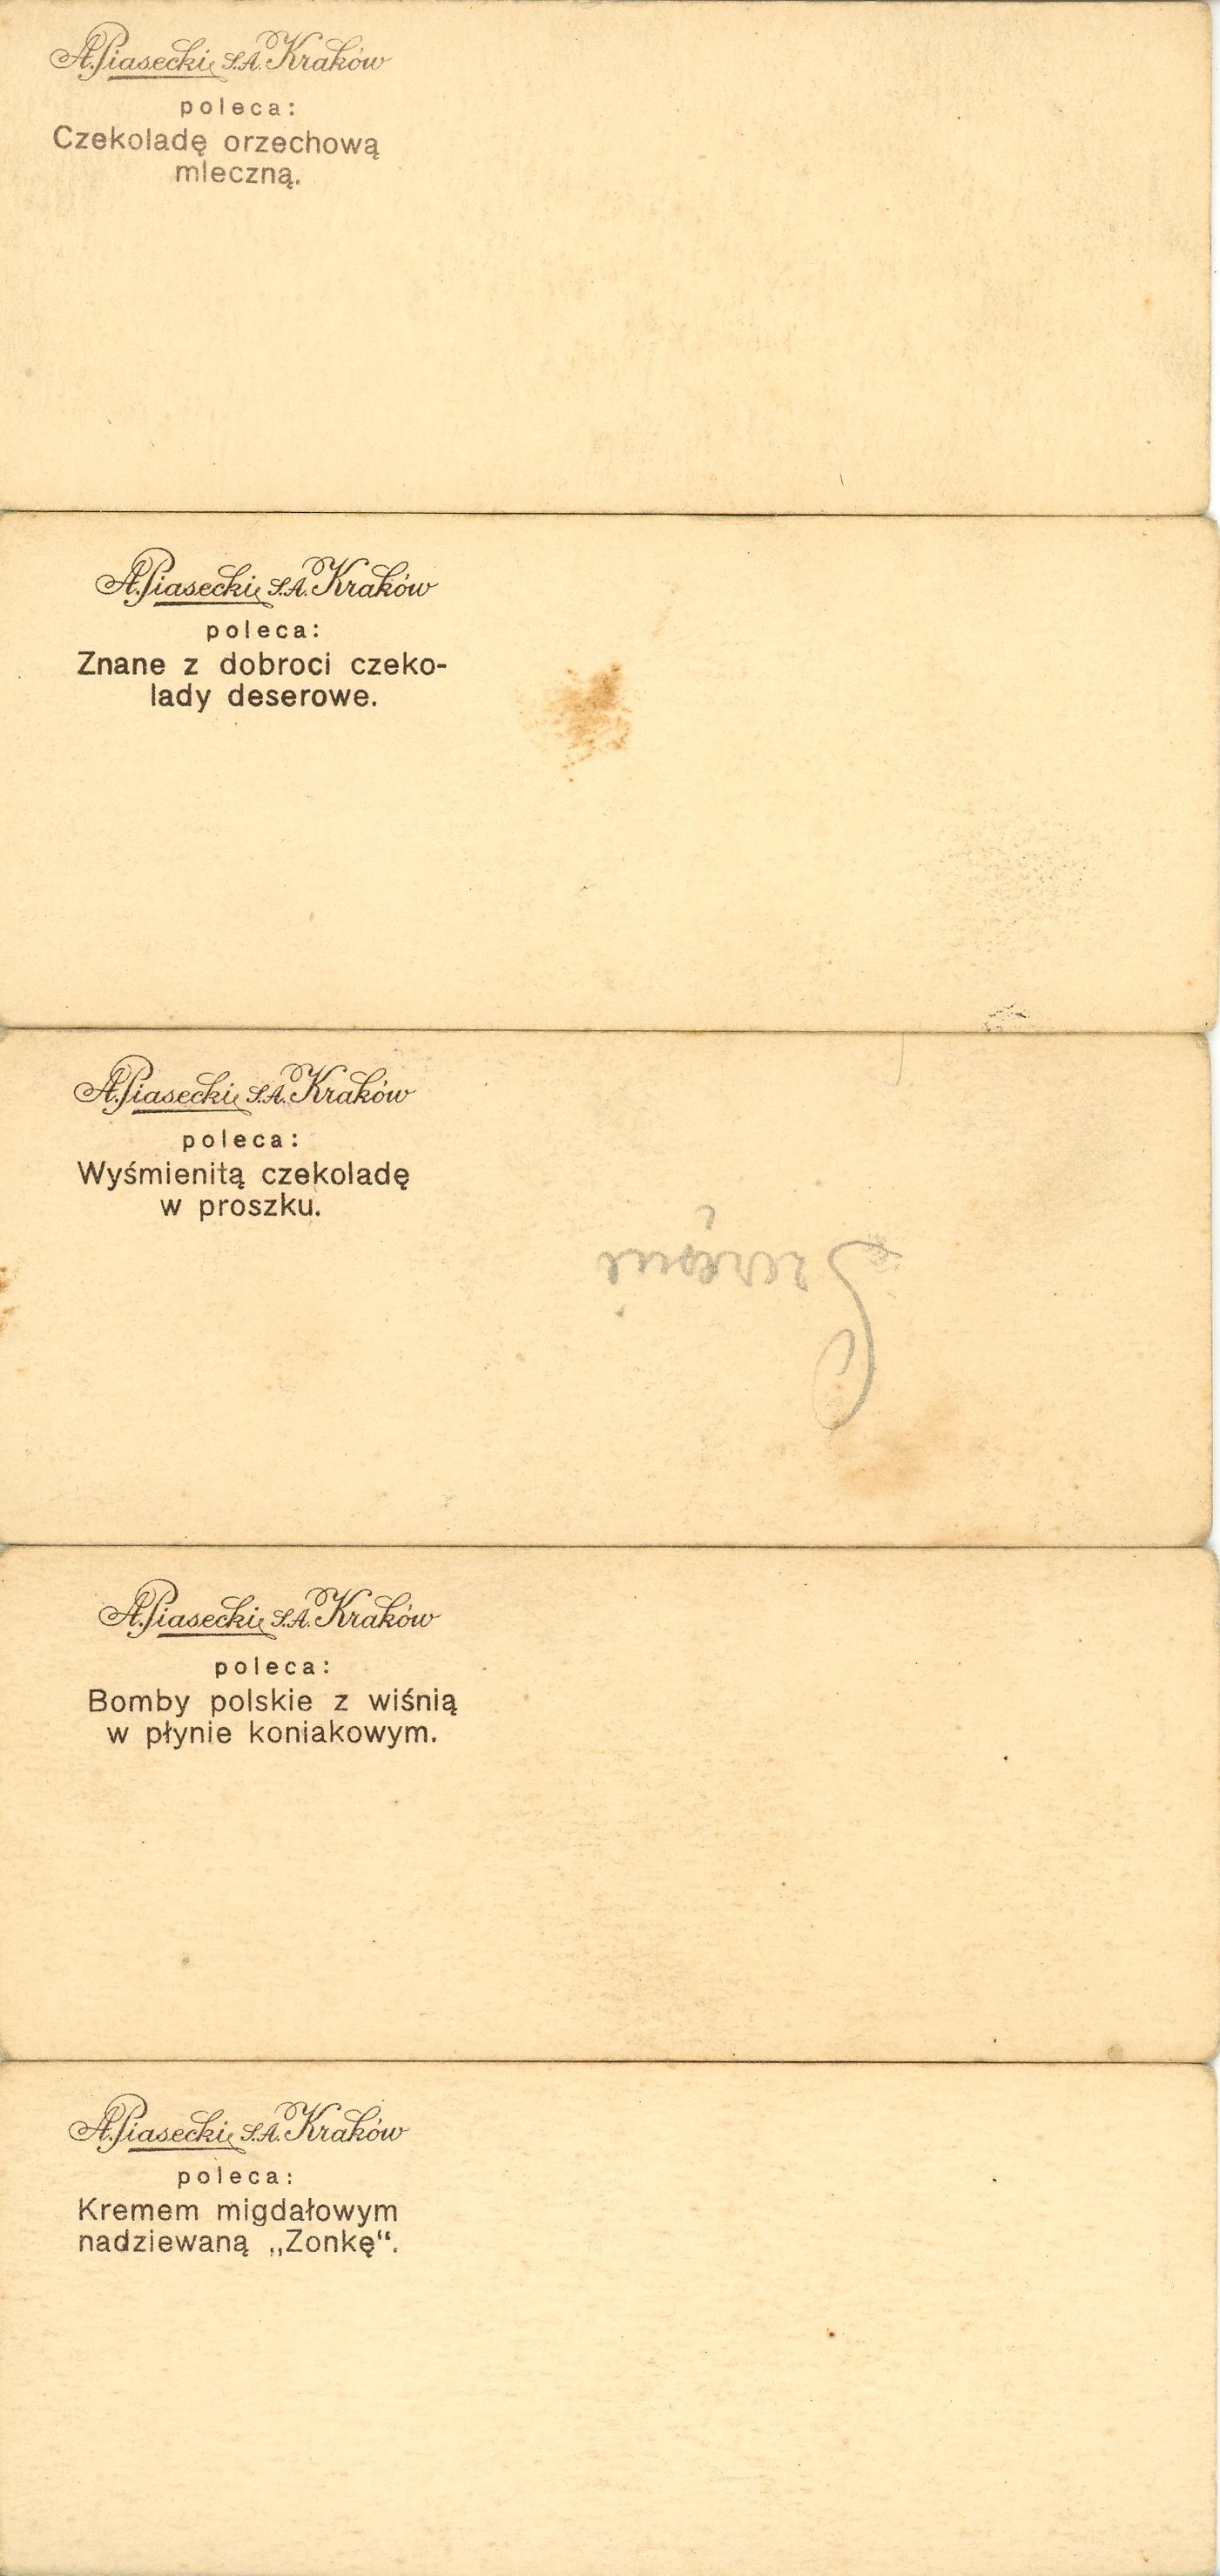 A. Piasecki S.A. Kraków
poleca:
Czekoladę orzechową
mleczną.
A. Piasecki S.A. Kraków
poleca:
Znane z dobroci czeko-
lady deserowe.
A. Piasecki S.A. Kraków
poleca:
Wyśmienitą czekoladę
w proszku.
A. Piasecki S.A. Kraków
poleca:
Bomby polskie z wiśnią
w płynie koniakowym.
A. Piasecki S.A. Kraków
poleca:
Kremem migdałowym
nadziewaną „Zonkę“.